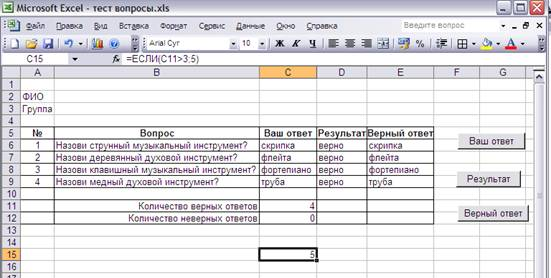 Microsoft Excel - тест вопросы.xls
Файл Правка Вид Вставка Формат Сервис Данные Окно Справка Введите вопрос
Arial Cyr 10 Ж К Ч
C15 fx =ЕСЛИ(C11>3;5)
A B C D E F G
1
2 ФИО
3 Группа
4
5 № Вопрос Ваш ответ Результат Верный ответ
6 1 Назови струнный музыкальный инструмент? скрипка верно скрипка Ваш ответ
7 2 Назови деревянный духовой инструмент? флейта верно флейта
8 3 Назови клавишный музыкальный инструмент? фортепиано верно фортепиано
9 4 Назови медный духовой инструмент? труба верно труба Результат
10
11 Количество верных ответов 4 Верный ответ
12 Количество неверных ответов 0
13
14
15 5
16
17